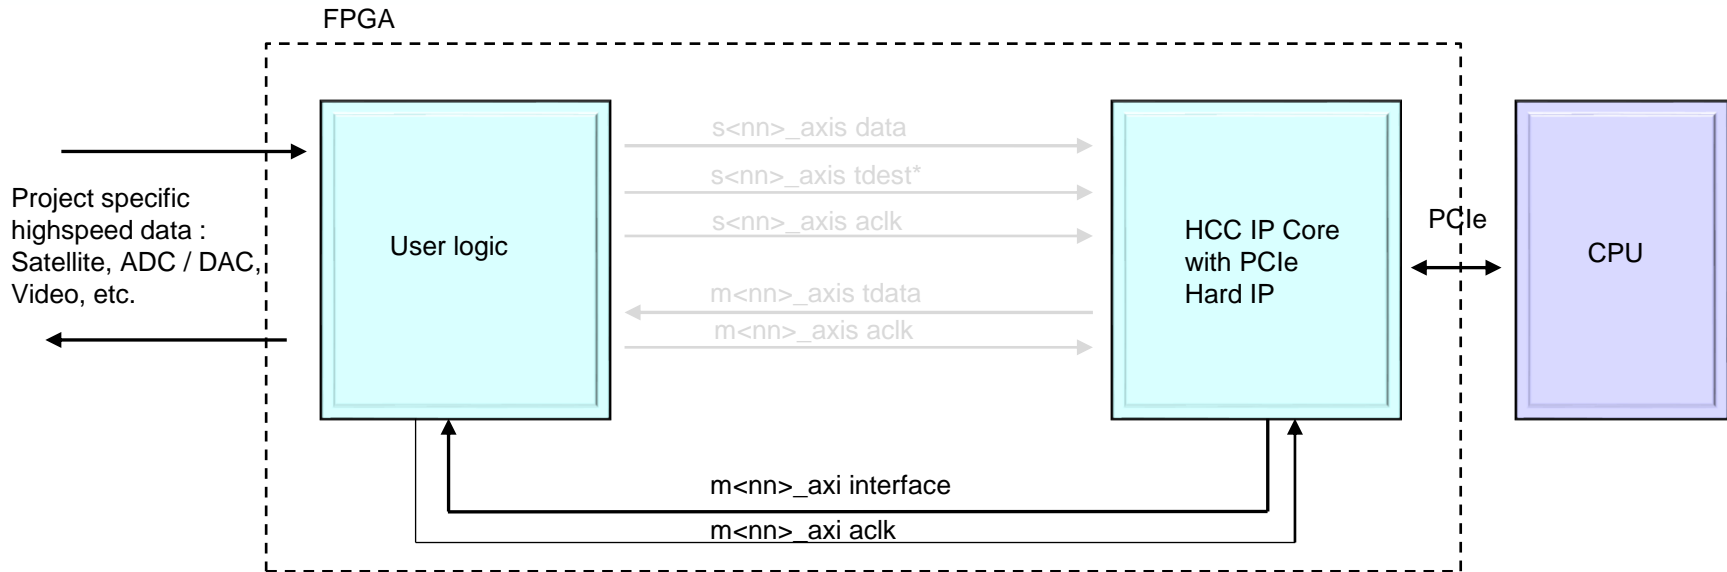 FPGA
Project specific
highspeed data :
Satellite, ADC / DAC,
Video, etc.
User logic
s<nn>_axis data
s<nn>_axis tdest*
s<nn>_axis aclk
m<nn>_axis tdata
m<nn>_axis aclk
HCC IP Core
with PCIe
Hard IP
PCIe
CPU
m<nn>_axi interface
m<nn>_axi aclk